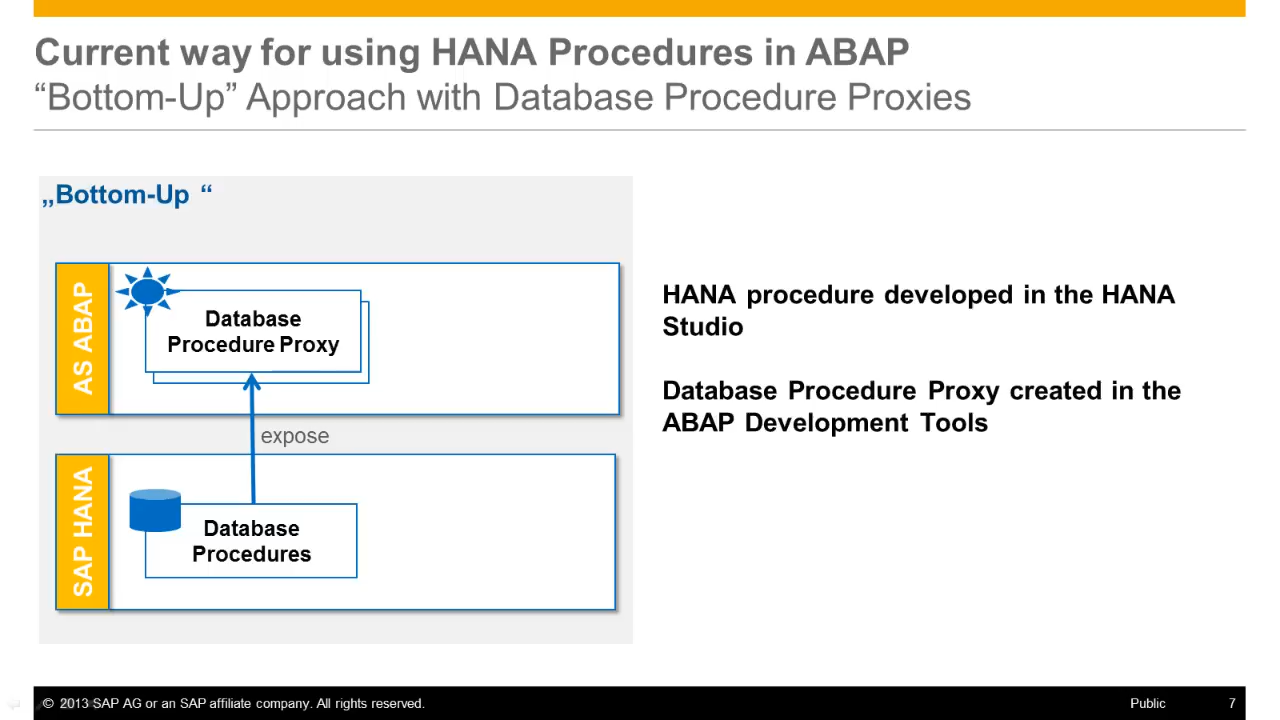 Current way for using HANA Procedures in ABAP
“Bottom-Up” Approach with Database Procedure Proxies
„Bottom-Up “
AS ABAP
Database
Procedure Proxy
expose
SAP HANA
Database
Procedures
HANA procedure developed in the HANA
Studio
Database Procedure Proxy created in the
ABAP Development Tools
© 2013 SAP AG or an SAP affiliate company. All rights reserved.
Public
7